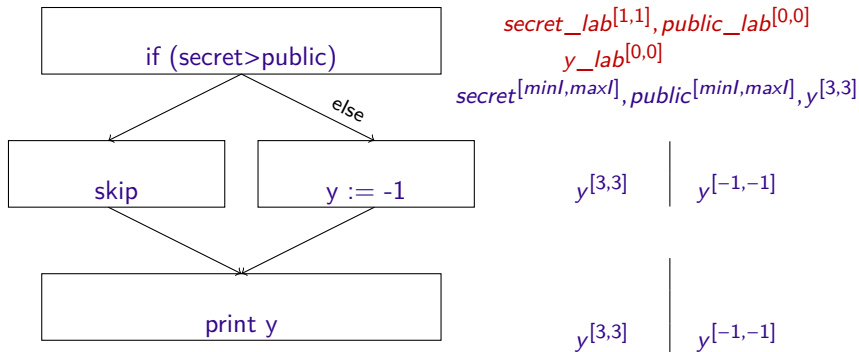 if (secret>public)
secret_lab[1,1],public_lab[0,0]
y_lab[0,0]
secret[minI,maxI],public[minI,maxI],y[3,3]
else
skip
y := -1
y[3,3] y[−1,−1]
print y
y[3,3] y[−1,−1]